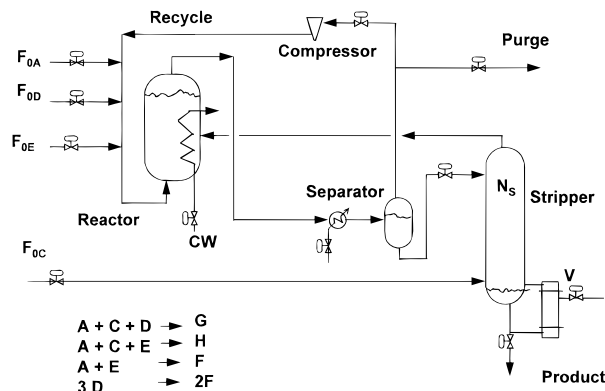 Recycle
Compressor
Purge
F0A
F0D
F0E
Reactor
CW
Separator
NS
Stripper
F0C
V
A + C + D → G
A + C + E → H
A + E → F
3 D → 2F
Product